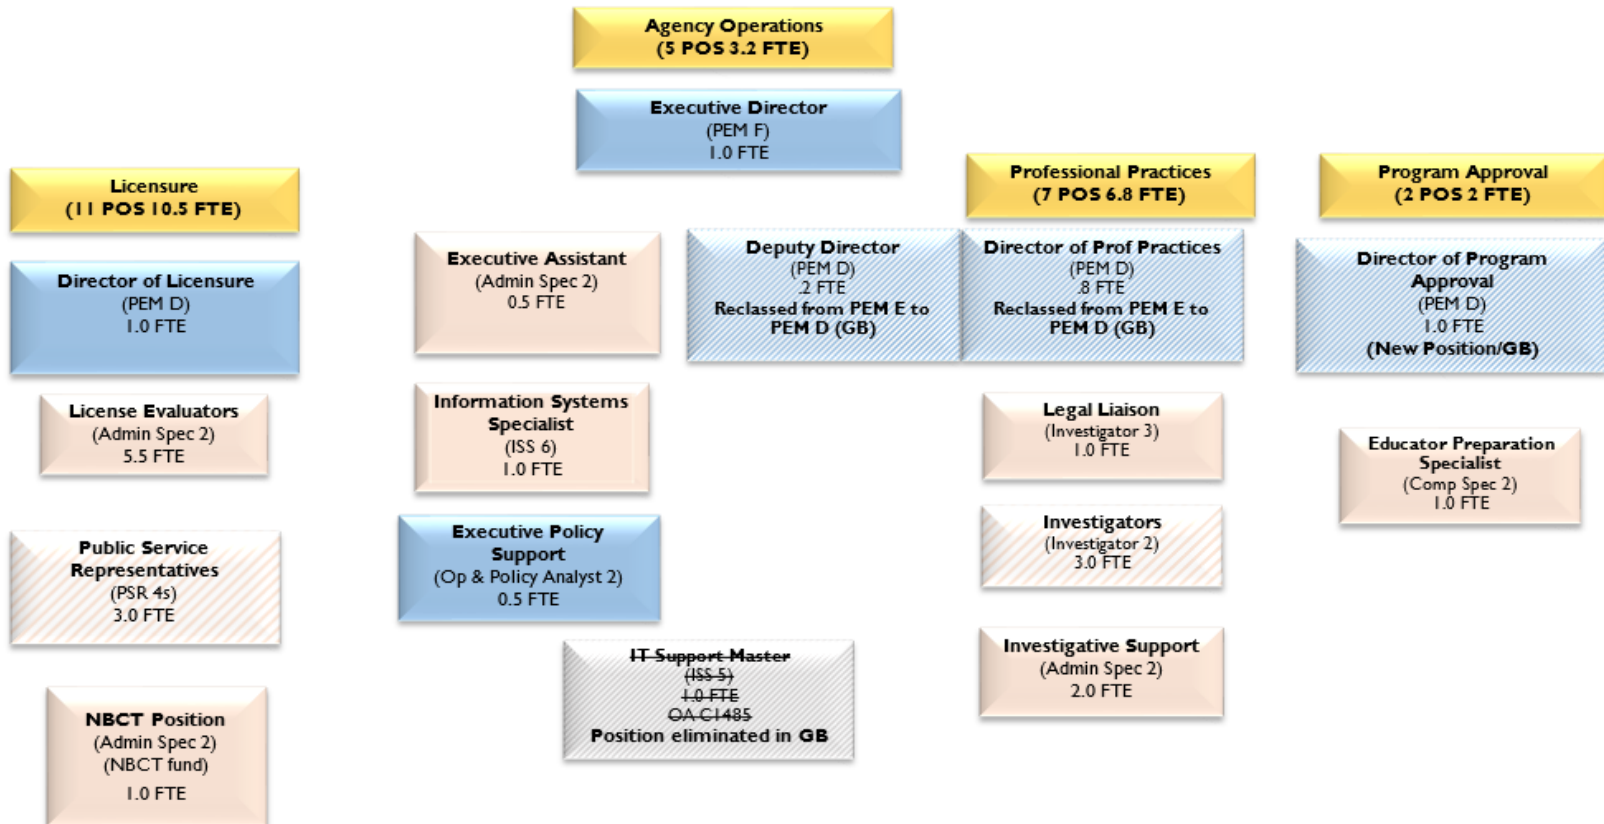 Agency Operations
(5 POS 3.2 FTE)
Executive Director
(PEM F)
1.0 FTE
Licensure
(11 POS 10.5 FTE)
Director of Licensure
(PEM D)
1.0 FTE
License Evaluators
(Admin Spec 2)
5.5 FTE
Public Service
Representatives
(PSR 4s)
3.0 FTE
NBCT Position
(Admin Spec 2)
(NBCT fund)
1.0 FTE
Executive Assistant
(Admin Spec 2)
0.5 FTE
Information Systems
Specialist
(ISS 6)
1.0 FTE
Executive Policy
Support
(Op & Policy Analyst 2)
0.5 FTE
Deputy Director
(PEM D)
.2 FTE
Reclassed from PEM E to
PEM D (GB)
IT Support Master
(ISS 5)
1.0 FTE
OA C1485
Position eliminated in GB
Professional Practices
(7 POS 6.8 FTE)
Director of Prof Practices
(PEM D)
.8 FTE
Reclassed from PEM E to
PEM D (GB)
Legal Liaison
(Investigator 3)
1.0 FTE
Investigators
(Investigator 2)
3.0 FTE
Investigative Support
(Admin Spec 2)
2.0 FTE
Program Approval
(2 POS 2 FTE)
Director of Program
Approval
(PEM D)
1.0 FTE
(New Position/GB)
Educator Preparation
Specialist
(Comp Spec 2)
1.0 FTE